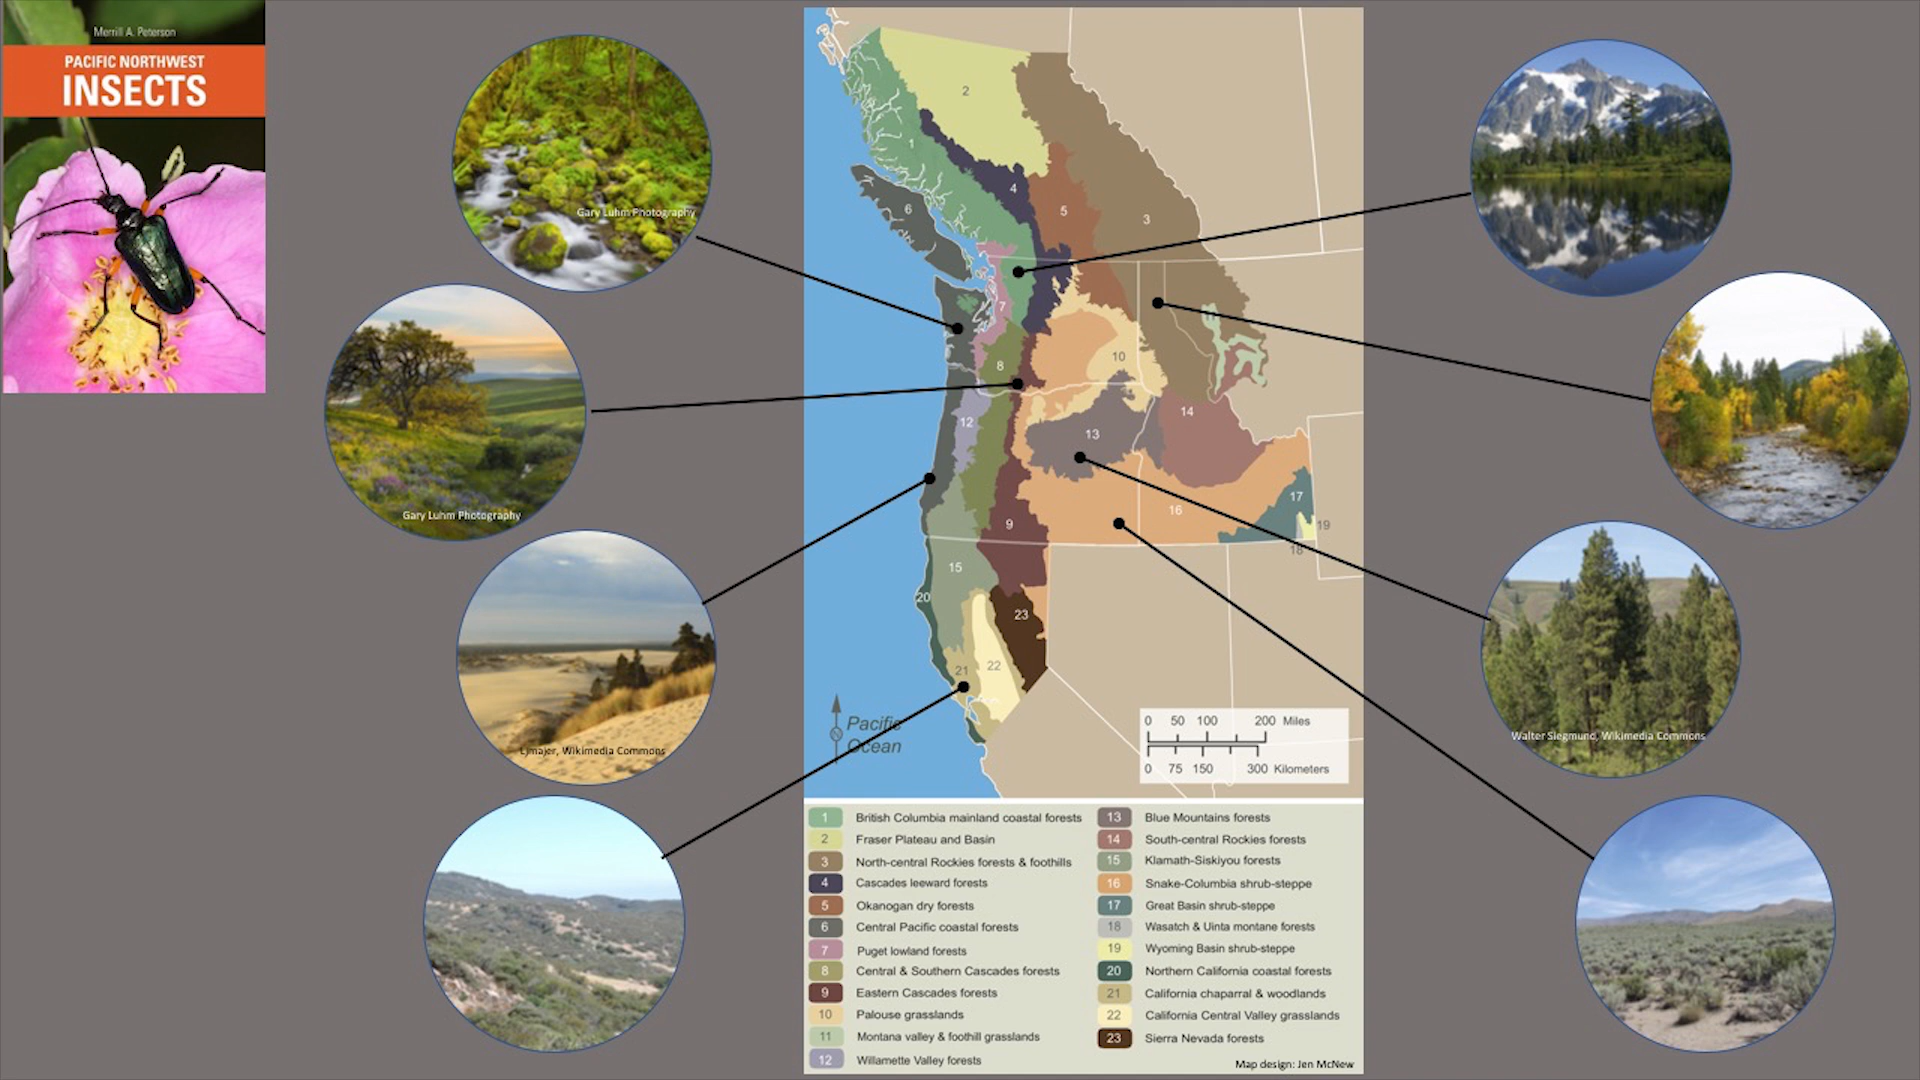 Merrill A. Peterson
PACIFIC NORTHWEST
INSECTS
Gary Luhm Photography
Gary Luhm Photography
Ljmajer, Wikimedia Commons
Walter Siegmund, Wikimedia Commons
2
1
4
6
5
3
7
8
10
12
13
14
9
16
17
19
18
15
20
23
21
22
N
Pacific
Ocean
0 50 100 200 Miles
0 75 150 300 Kilometers
1 British Columbia mainland coastal forests
2 Fraser Plateau and Basin
3 North-central Rockies forests & foothills
4 Cascades leeward forests
5 Okanogan dry forests
6 Central Pacific coastal forests
7 Puget lowland forests
8 Central & Southern Cascades forests
9 Eastern Cascades forests
10 Palouse grasslands
11 Montana valley & foothill grasslands
12 Willamette Valley forests
13 Blue Mountains forests
14 South-central Rockies forests
15 Klamath-Siskiyou forests
16 Snake-Columbia shrub-steppe
17 Great Basin shrub-steppe
18 Wasatch & Uinta montane forests
19 Wyoming Basin shrub-steppe
20 Northern California coastal forests
21 California chaparral & woodlands
22 California Central Valley grasslands
23 Sierra Nevada forests
Map design: Jen McNew